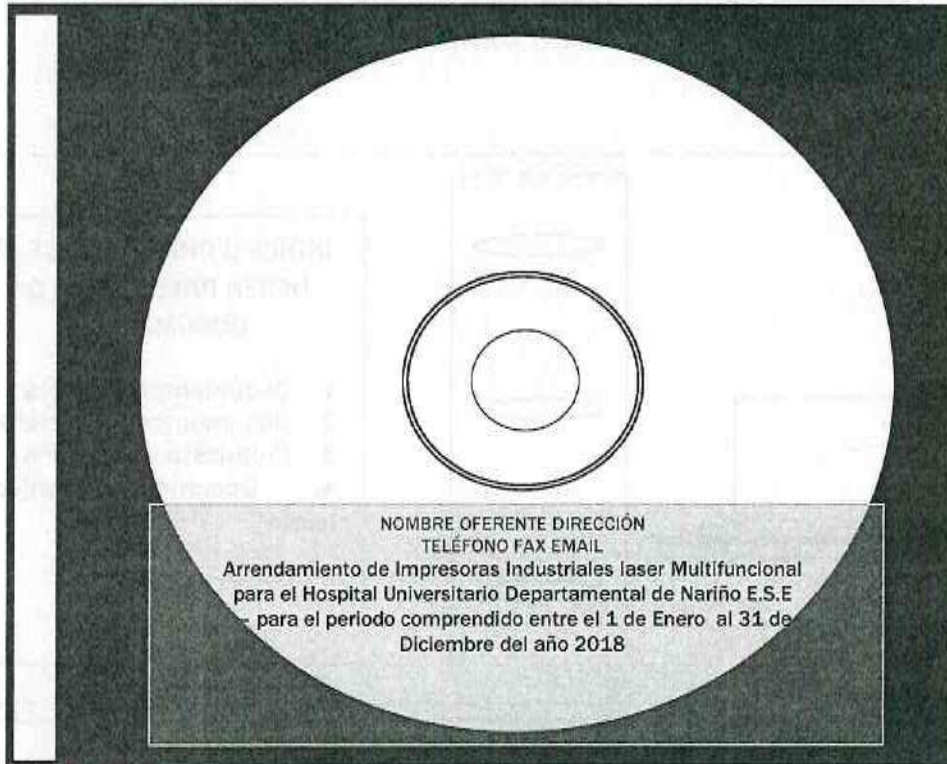 NOMBRE OFERENTE DIRECCIÓN
TELÉFONO FAX EMAIL
Arrendamiento de Impresoras Industriales laser Multifuncional
para el Hospital Universitario Departamental de Nariño E.S.E
– para el periodo comprendido entre el 1 de Enero al 31 de
Diciembre del año 2018